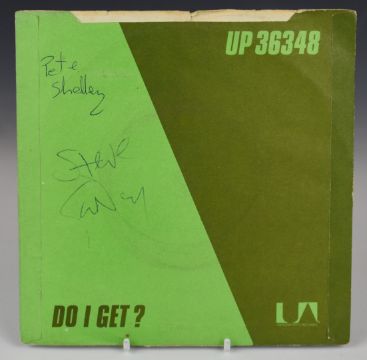 UP 36348
Pete
Shelley
Steve
DO I GET?
UA